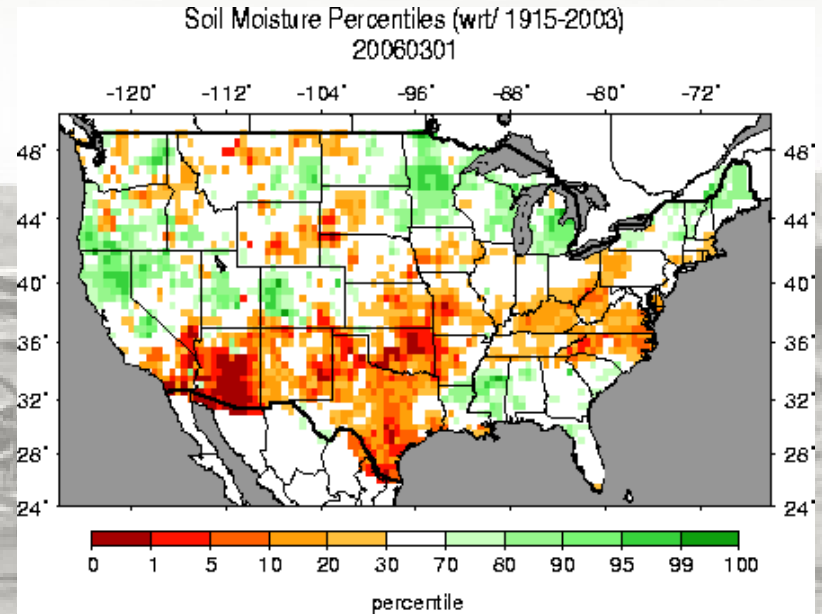 Soil Moisture Percentiles (wrt/ 1915-2003)
20060301
-120° -112° -104° -96° -88° -80° -72°
48° 48°
44° 44°
40° 40°
36° 36°
32° 32°
28° 28°
24° 24°
0 1 5 10 20 30 70 80 90 95 99 100
percentile